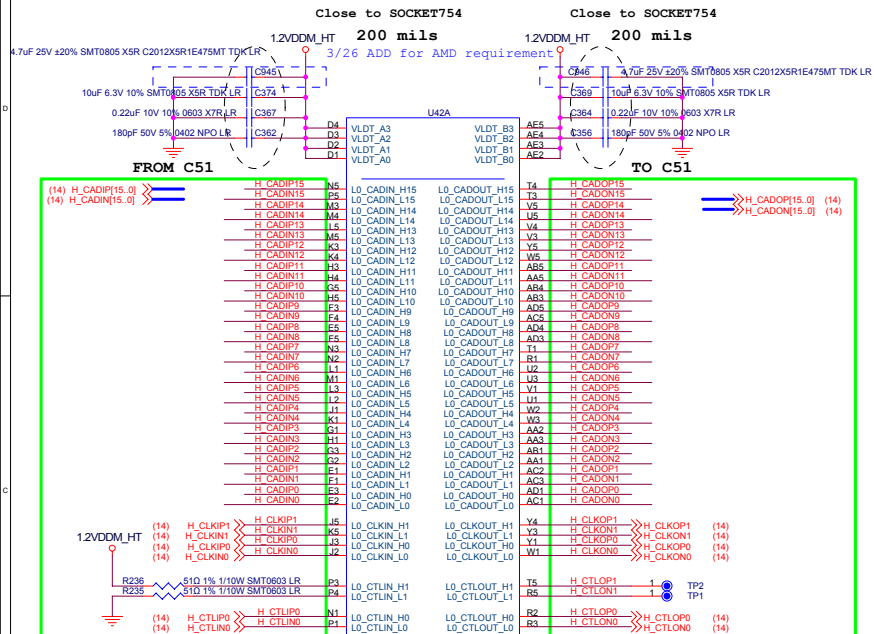 Close to SOCKET754 Close to SOCKET754
1.2VDDM_HT 200 mils 1.2VDDM_HT 200 mils
4.7uF 25V ±20% SMT0805 X5R C2012X5R1E475MT TDK LR 3/26 ADD for AMD requirement
C945 C946 4.7uF 25V ±20% SMT0805 X5R C2012X5R1E475MT TDK LR
10uF 6.3V 10% SMT0805 X5R TDK LR C374 C369 10uF 6.3V 10% SMT0805 X5R TDK LR
D 0.22uF 10V 10% 0603 X7R LR C367 U42A C364 0.22uF 10V 10% 0603 X7R LR
180pF 50V 5% 0402 NPO LR C362 C356 180pF 50V 5% 0402 NPO LR
D4 VLDT_A3 VLDT_B3 AE5
D3 VLDT_A2 VLDT_B2 AE4
D2 VLDT_A1 VLDT_B1 AE3
D1 VLDT_A0 VLDT_B0 AE2
FROM C51 TO C51
(14) H_CADIP[15..0] H_CADIP15 N5 L0_CADIN_H15 L0_CADOUT_H15 T4 H_CADOP15
(14) H_CADIN[15..0] H_CADIN15 P5 L0_CADIN_L15 L0_CADOUT_L15 T3 H_CADON15 H_CADOP[15..0] (14)
H_CADIP14 M3 L0_CADIN_H14 L0_CADOUT_H14 V5 H_CADOP14 H_CADON[15..0] (14)
H_CADIN14 M4 L0_CADIN_L14 L0_CADOUT_L14 U5 H_CADON14
H_CADIP13 L5 L0_CADIN_H13 L0_CADOUT_H13 V4 H_CADOP13
H_CADIN13 M5 L0_CADIN_L13 L0_CADOUT_L13 V3 H_CADON13
H_CADIP12 K3 L0_CADIN_H12 L0_CADOUT_H12 Y5 H_CADOP12
H_CADIN12 K4 L0_CADIN_L12 L0_CADOUT_L12 W5 H_CADON12
H_CADIP11 H3 L0_CADIN_H11 L0_CADOUT_H11 AB5 H_CADOP11
H_CADIN11 H4 L0_CADIN_L11 L0_CADOUT_L11 AA5 H_CADON11
H_CADIP10 G5 L0_CADIN_H10 L0_CADOUT_H10 AB4 H_CADOP10
H_CADIN10 H5 L0_CADIN_L10 L0_CADOUT_L10 AB3 H_CADON10
H_CADIP9 F3 L0_CADIN_H9 L0_CADOUT_H9 AD5 H_CADOP9
H_CADIN9 F4 L0_CADIN_L9 L0_CADOUT_L9 AC5 H_CADON9
H_CADIP8 E5 L0_CADIN_H8 L0_CADOUT_H8 AD4 H_CADOP8
H_CADIN8 F5 L0_CADIN_L8 L0_CADOUT_L8 AD3 H_CADON8
H_CADIP7 N3 L0_CADIN_H7 L0_CADOUT_H7 T1 H_CADOP7
H_CADIN7 N2 L0_CADIN_L7 L0_CADOUT_L7 R1 H_CADON7
H_CADIP6 L1 L0_CADIN_H6 L0_CADOUT_H6 U2 H_CADOP6
H_CADIN6 M1 L0_CADIN_L6 L0_CADOUT_L6 U3 H_CADON6
H_CADIP5 L3 L0_CADIN_H5 L0_CADOUT_H5 V1 H_CADOP5
H_CADIN5 L2 L0_CADIN_L5 L0_CADOUT_L5 U1 H_CADON5
H_CADIP4 J1 L0_CADIN_H4 L0_CADOUT_H4 W2 H_CADOP4
H_CADIN4 K1 L0_CADIN_L4 L0_CADOUT_L4 W3 H_CADON4
H_CADIP3 G1 L0_CADIN_H3 L0_CADOUT_H3 AA2 H_CADOP3
H_CADIN3 H1 L0_CADIN_L3 L0_CADOUT_L3 AA3 H_CADON3
H_CADIP2 G3 L0_CADIN_H2 L0_CADOUT_H2 AB1 H_CADOP2
H_CADIN2 G2 L0_CADIN_L2 L0_CADOUT_L2 AA1 H_CADON2
H_CADIP1 E1 L0_CADIN_H1 L0_CADOUT_H1 AC2 H_CADOP1
H_CADIN1 F1 L0_CADIN_L1 L0_CADOUT_L1 AC3 H_CADON1
C H_CADIP0 E3 L0_CADIN_H0 L0_CADOUT_H0 AD1 H_CADOP0
H_CADIN0 E2 L0_CADIN_L0 L0_CADOUT_L0 AC1 H_CADON0
(14) H_CLKIP1 H_CLKIP1 J5 L0_CLKIN_H1 L0_CLKOUT_H1 Y4 H_CLKOP1 H_CLKOP1 (14)
1.2VDDM_HT (14) H_CLKIN1 H_CLKIN1 K5 L0_CLKIN_L1 L0_CLKOUT_L1 Y3 H_CLKON1 H_CLKON1 (14)
(14) H_CLKIP0 H_CLKIP0 J3 L0_CLKIN_H0 L0_CLKOUT_H0 Y1 H_CLKOP0 H_CLKOP0 (14)
(14) H_CLKIN0 H_CLKIN0 J2 L0_CLKIN_L0 L0_CLKOUT_L0 W1 H_CLKON0 H_CLKON0 (14)
R236 51Ω 1% 1/10W SMT0603 LR P3 L0_CTLIN_H1 L0_CTLOUT_H1 T5 H_CTLOP1 1 TP2
R235 51Ω 1% 1/10W SMT0603 LR P4 L0_CTLIN_L1 L0_CTLOUT_L1 R5 H_CTLON1 1 TP1
(14) H_CTLIP0 H_CTLIP0 N1 L0_CTLIN_H0 L0_CTLOUT_H0 R2 H_CTLOP0 H_CTLOP0 (14)
(14) H_CTLIN0 H_CTLIN0 P1 L0_CTLIN_L0 L0_CTLOUT_L0 R3 H_CTLON0 H_CTLON0 (14)